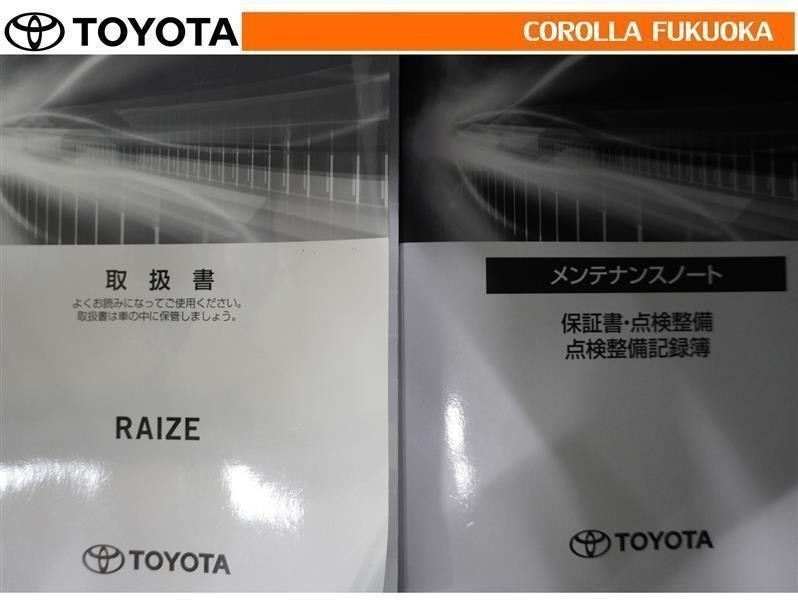 TOYOTA
COROLLA FUKUOKA
取扱書
よくお読みになってご使用ください。
取扱書は車の中に保管しましょう。
RAIZE
TOYOTA
メンテナンスノート
保証書・点検整備
点検整備記録簿
TOYOTA